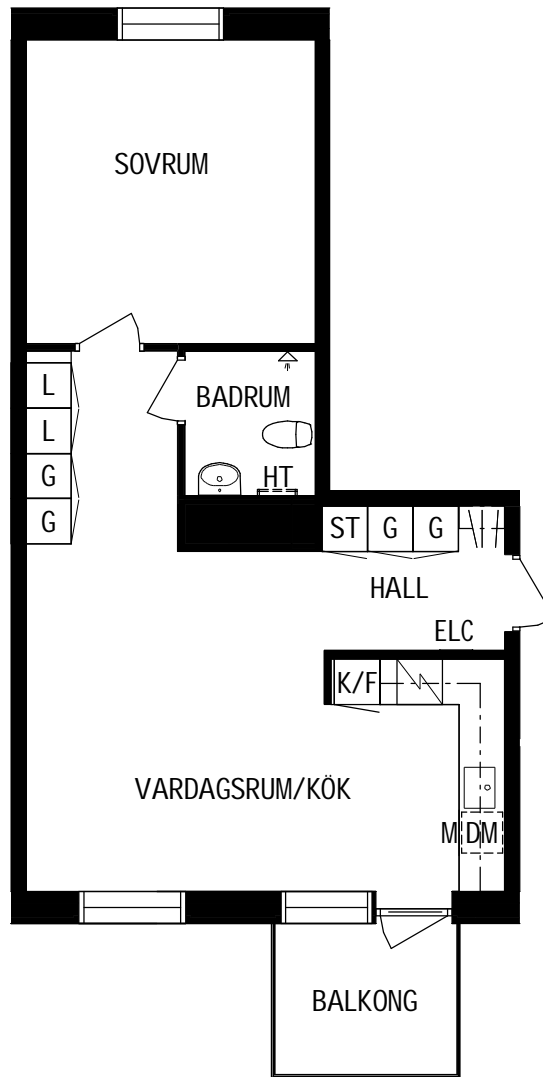 SOVRUM
L
BADRUM
L
G
HT
G
ST G G
HALL
ELC
K/F
VARDAGSRUM/KÖK
M DM
BALKONG